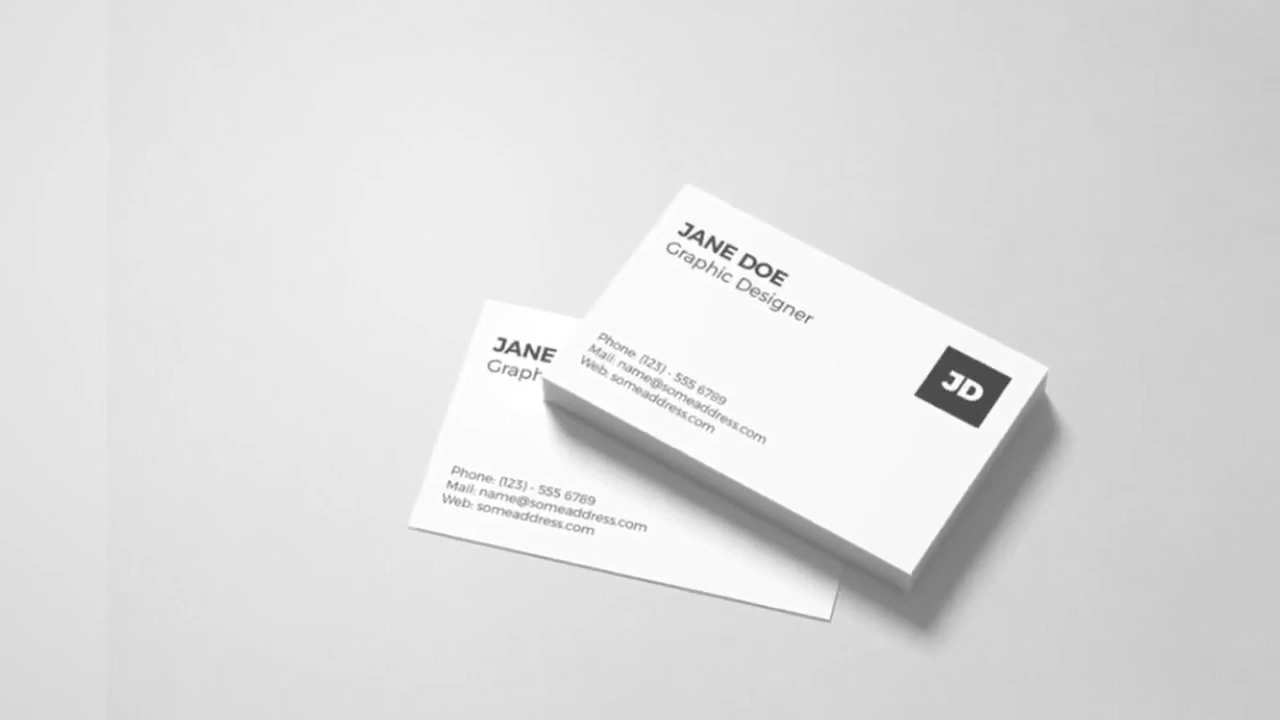 JANE DOE
Graphic Designer
Phone: (123) - 555 6789
Mail: name@someaddress.com
Web: someaddress.com
JD
JANE
Graph
Phone: (123) - 555 6789
Mail: name@someaddress.com
Web: someaddress.com